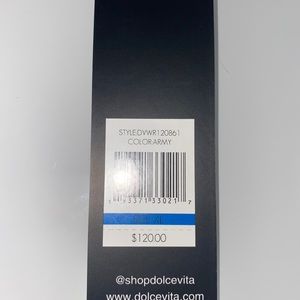 STYLE:DVWR120861
COLOR:ARMY
$120.00
@shopdolcevita
www.dolcevita.com